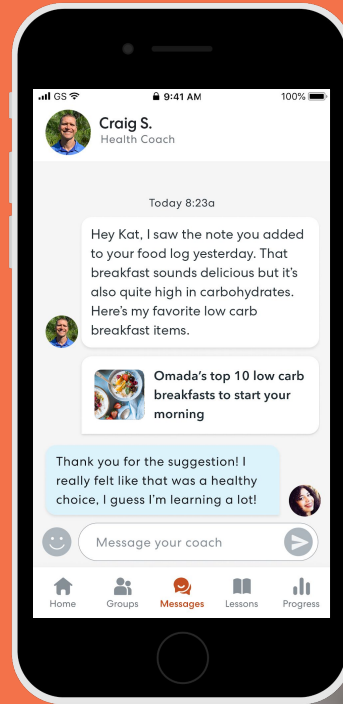 GS 9:41 AM 100%
Craig S.
Health Coach
Today 8:23a
Hey Kat, I saw the note you added
to your food log yesterday. That
breakfast sounds delicious but it's
also quite high in carbohydrates.
Here's my favorite low carb
breakfast items.
Omada's top 10 low carb
breakfasts to start your
morning
Thank you for the suggestion! I
really felt like that was a healthy
choice, I guess I'm learning a lot!
Message your coach
Home Groups Messages Lessons Progress